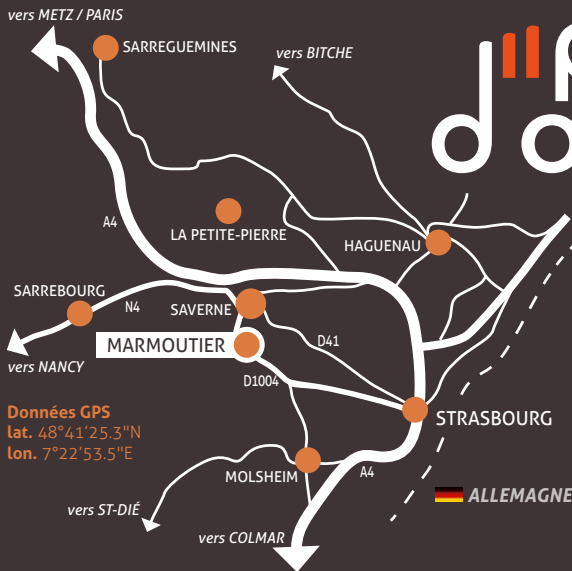 vers METZ / PARIS
SARREGUEMINES
vers BITCHE
A4
LA PETITE-PIERRE
HAGUENAU
SARREBOURG
N4
SAVERNE
MARMOUTIER
D41
vers NANCY
D1004
Données GPS
lat. 48°41'25.3"N
lon. 7°22'53.5"E
STRASBOURG
MOLSHEIM
A4
ALLEMAGNE
vers ST-DIÉ
vers COLMAR